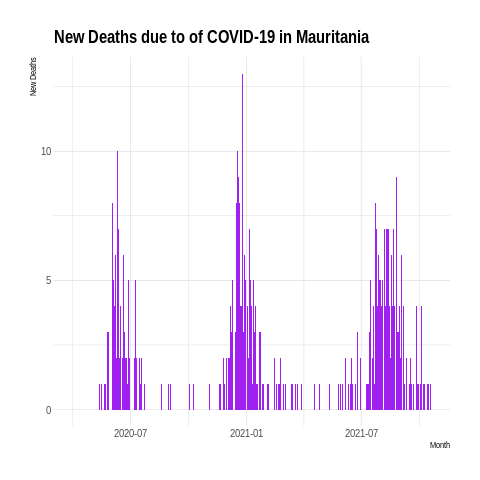 New Deaths due to of COVID-19 in Mauritania
New Deaths
10
5
0
2020-07
2021-01
2021-07
Month